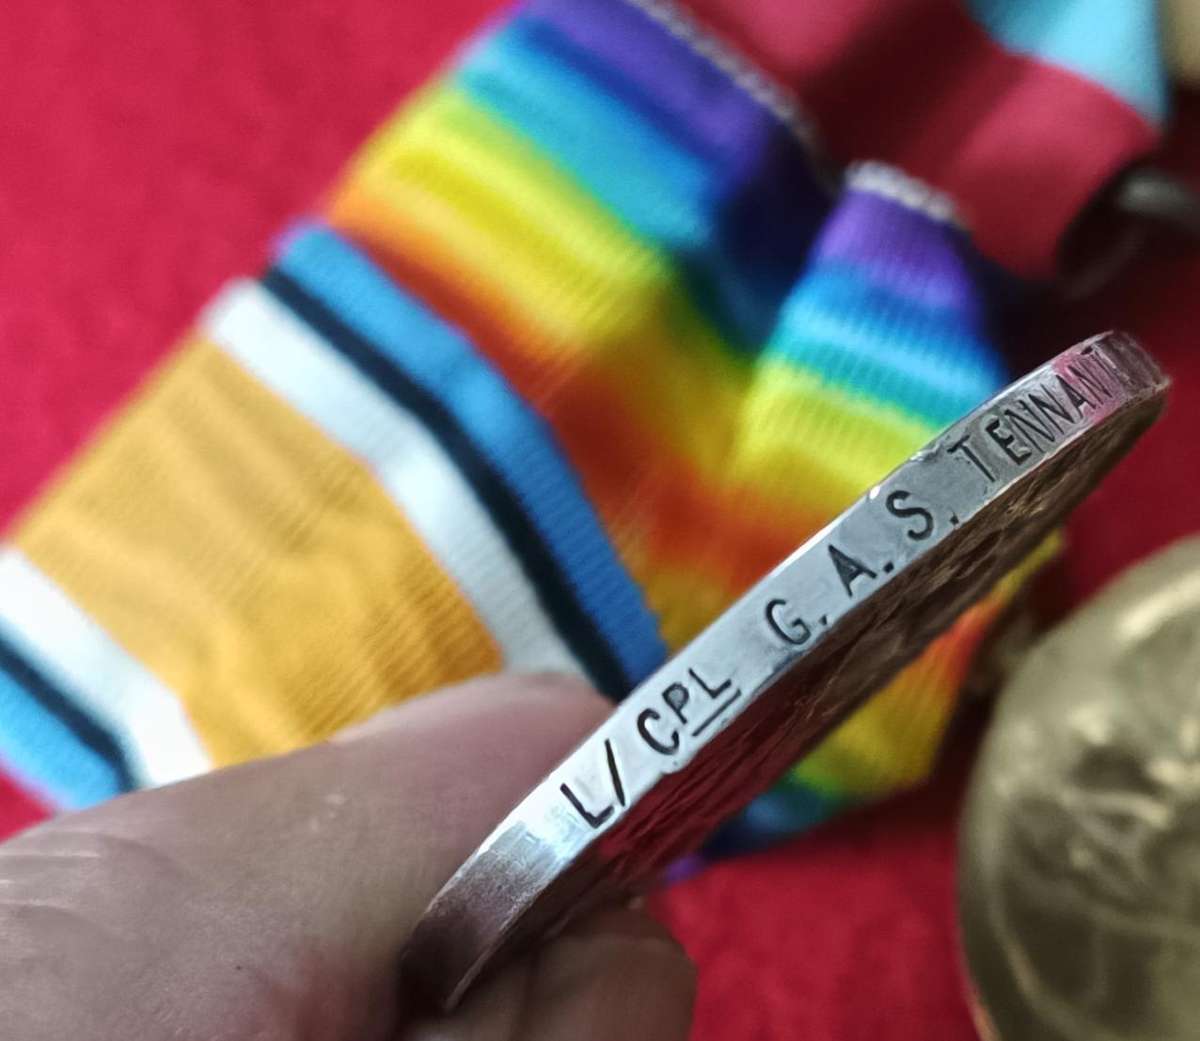 L/CPL G. A. S. TENNANT